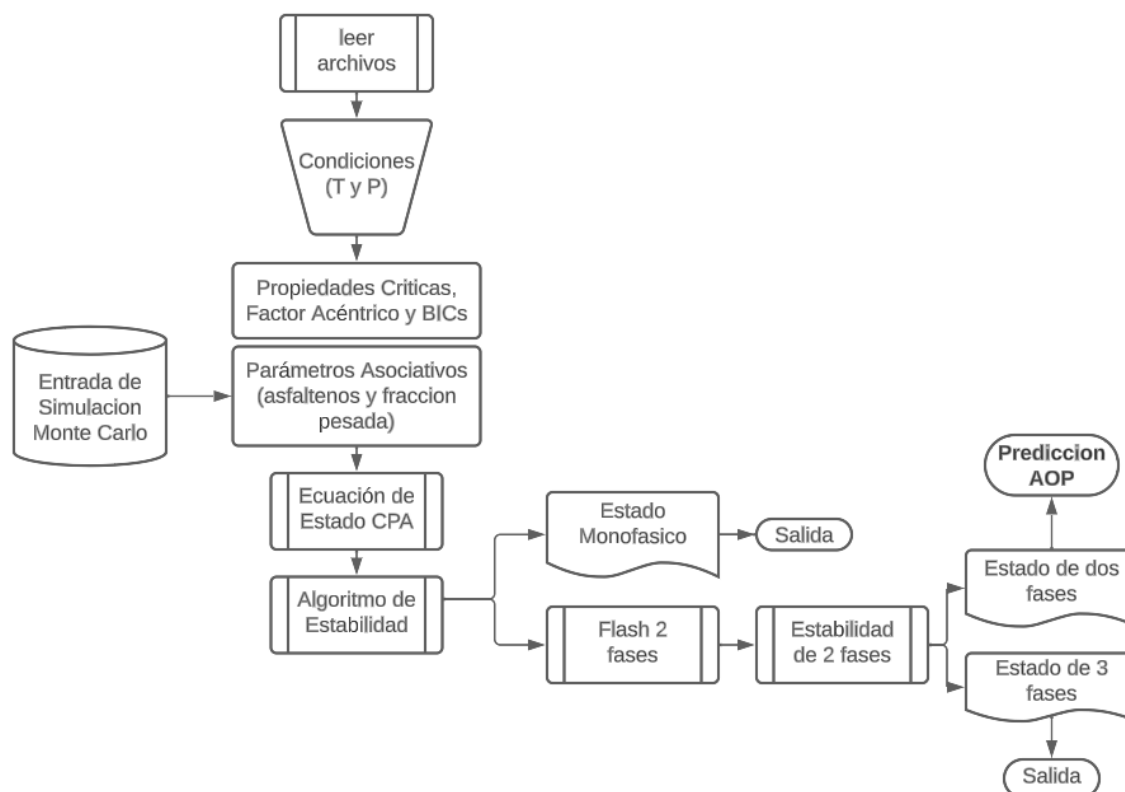 leer
archivos
Condiciones
(T y P)
Propiedades Criticas,
Factor Acéntrico y BICs
Entrada de
Simulacion
Monte Carlo
Parámetros Asociativos
(asfaltenos y fraccion
pesada)
Ecuación de
Estado CPA
Algoritmo de
Estabilidad
Estado
Monofasico
Salida
Flash 2
fases
Estabilidad
de 2 fases
Prediccion
AOP
Estado de dos
fases
Estado de 3
fases
Salida